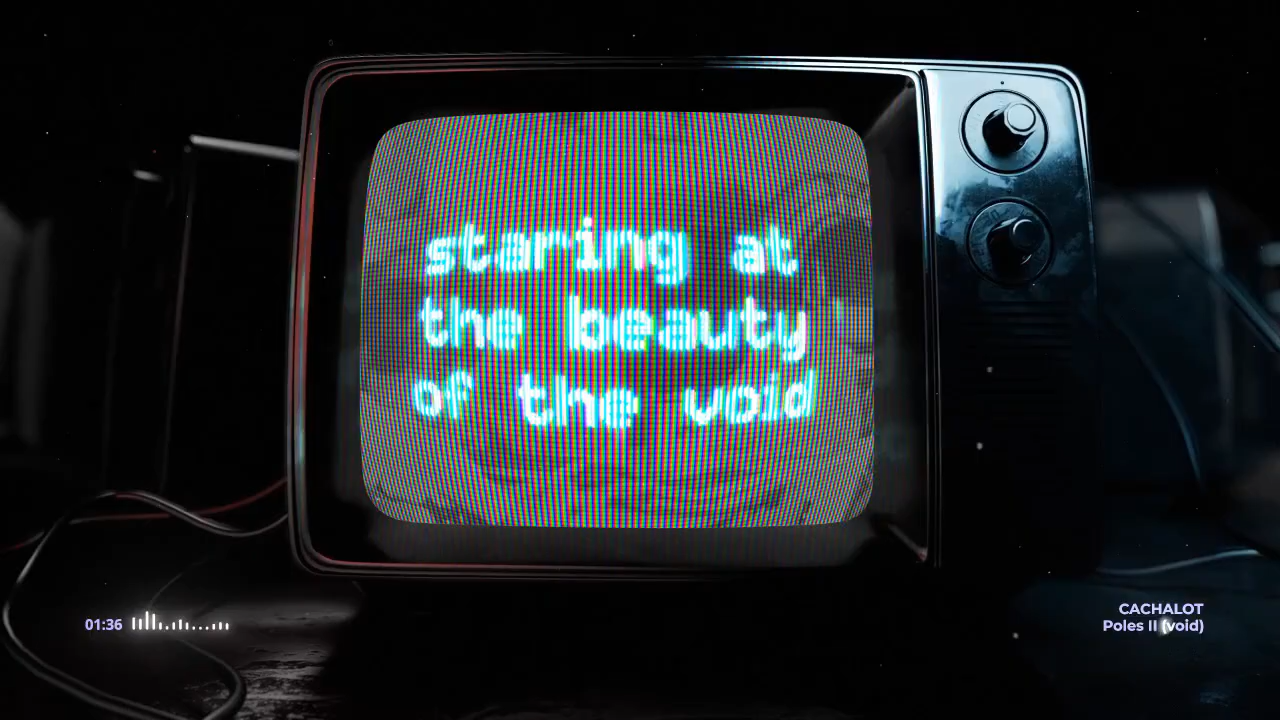 staring at
the beauty
of the void
01:36
CACHALOT
Poles II (void)